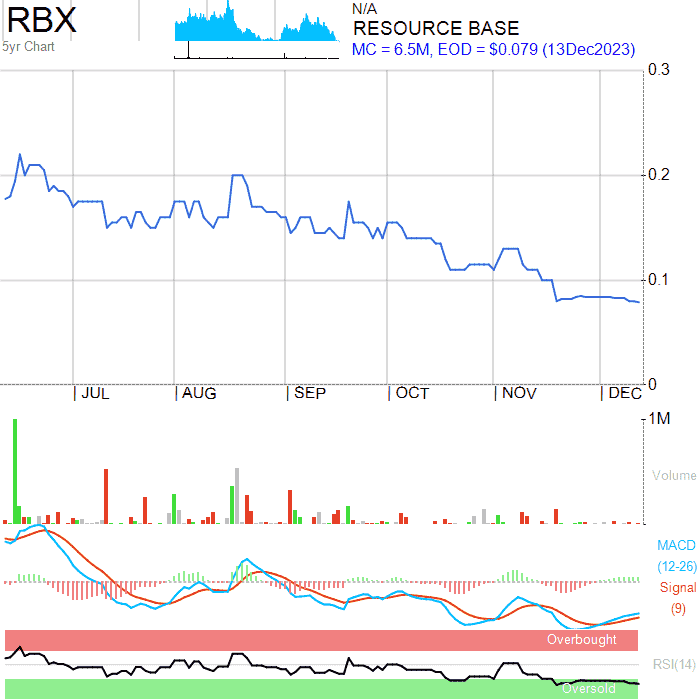 RBX
5yr Chart
N/A
RESOURCE BASE
MC = 6.5M, EOD = $0.079 (13Dec2023)
0.3
0.2
0.1
0
| JUL | AUG | SEP | OCT | NOV | DEC
1M
Volume
MACD
(12-26)
Signal
(9)
Overbought
RSI(14)
Oversold